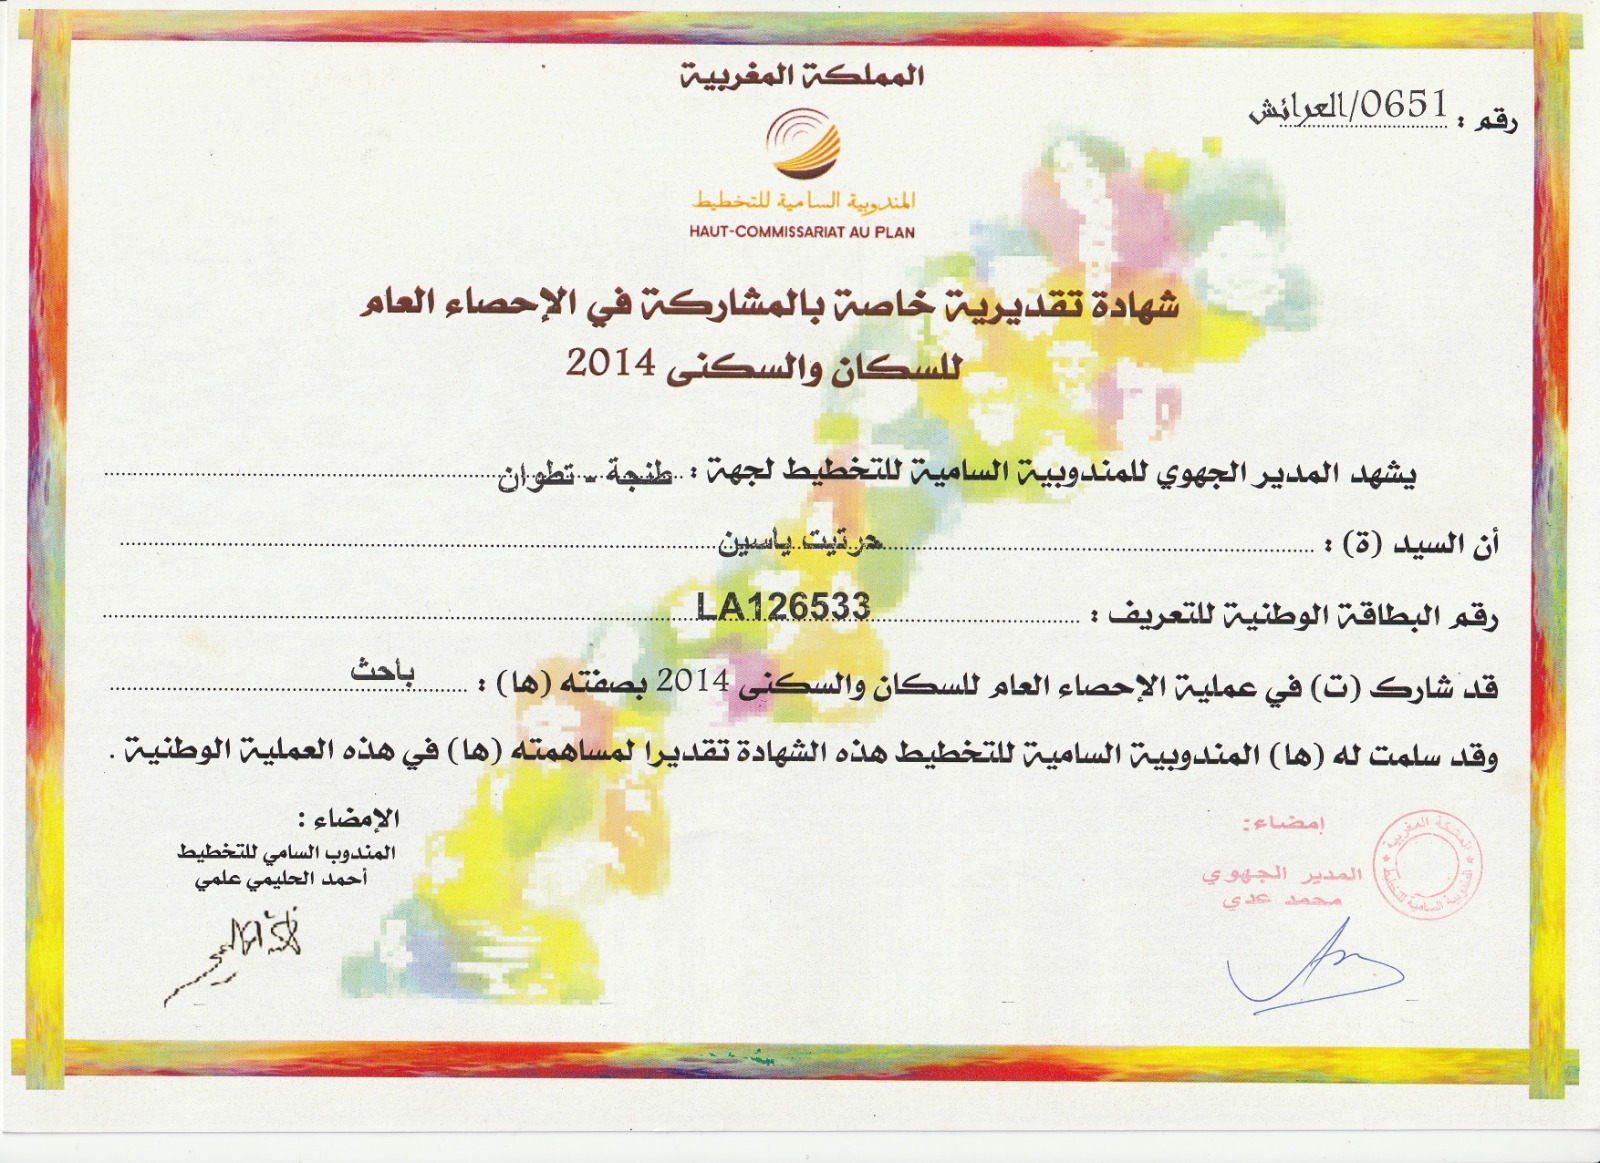 المملكة المغربية
رقم : 0651/العرائش
المندوبية السامية للتخطيط
HAUT-COMMISSARIAT AU PLAN
شهادة تقديرية خاصة بالمشاركة في الإحصاء العام
للسكان والسكنى 2014
يشهد المدير الجهوي للمندوبية السامية للتخطيط لجهة : طنجة - تطوان
أن السيد (ة) : حرتيت ياسين
رقم البطاقة الوطنية للتعريف : LA126533
قد شارك (ت) في عملية الإحصاء العام للسكان والسكنى 2014 بصفته (ها) : باحث
وقد سلمت له (ها) المندوبية السامية للتخطيط هذه الشهادة تقديرا لمساهمته (ها) في هذه العملية الوطنية .
إمضاء:
المدير الجهوي
محمد عدي
المملكة المغربية
المندوبية السامية للتخطيط
الإمضاء :
المندوب السامي للتخطيط
أحمد الحليمي علمي